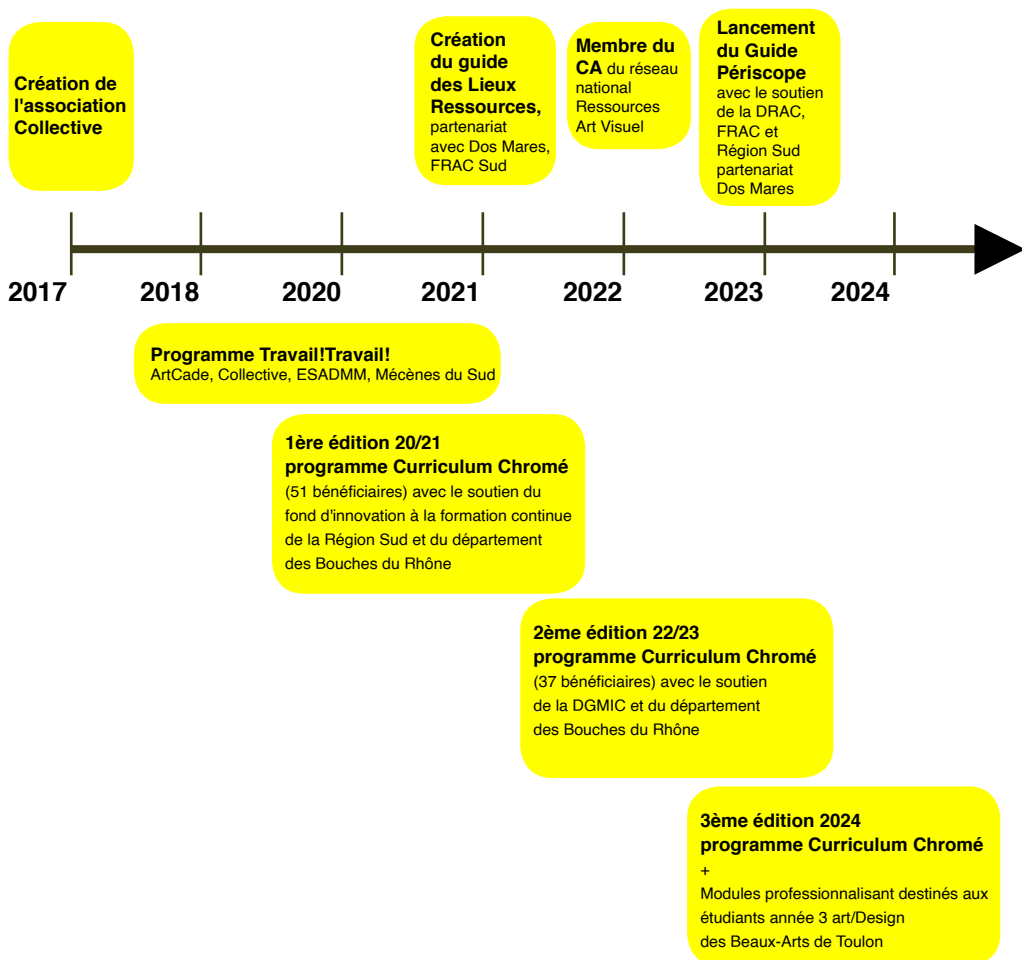 Création de
l'association
Collective
Création
du guide
des Lieux
Ressources,
partenariat
avec Dos Mares,
FRAC Sud
Membre du
CA du réseau
national
Ressources
Art Visuel
Lancement
du Guide
Périscope
avec le soutien
de la DRAC,
FRAC et
Région Sud
partenariat
Dos Mares
2017 2018 2020 2021 2022 2023 2024
Programme Travail!Travail!
ArtCade, Collective, ESADMM, Mécènes du Sud
1ère édition 20/21
programme Curriculum Chromé
(51 bénéficiaires) avec le soutien du
fond d'innovation à la formation continue
de la Région Sud et du département
des Bouches du Rhône
2ème édition 22/23
programme Curriculum Chromé
(37 bénéficiaires) avec le soutien
de la DGMIC et du département
des Bouches du Rhône
3ème édition 2024
programme Curriculum Chromé
+
Modules professionnalisant destinés aux
étudiants année 3 art/Design
des Beaux-Arts de Toulon